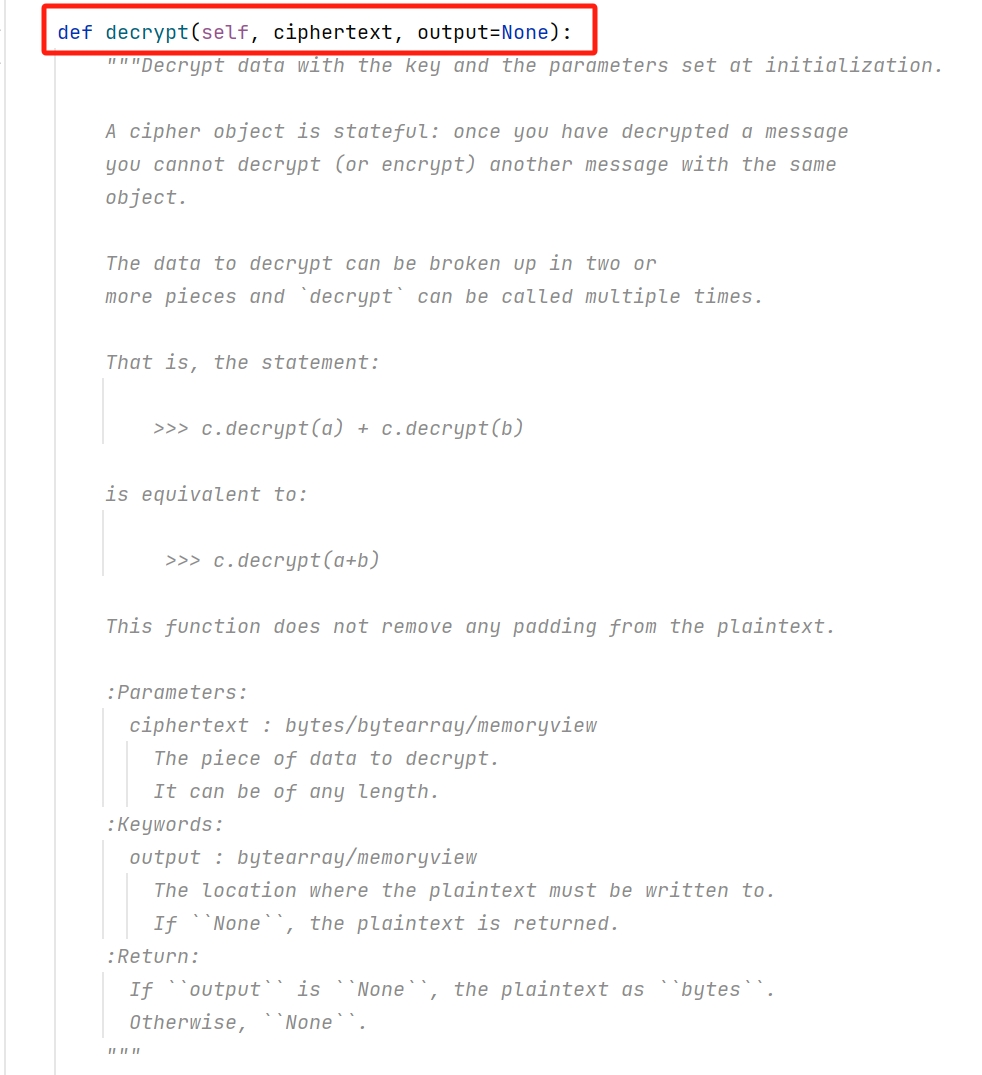 def decrypt(self, ciphertext, output=None):
"""Decrypt data with the key and the parameters set at initialization.
A cipher object is stateful: once you have decrypted a message
you cannot decrypt (or encrypt) another message with the same
object.
The data to decrypt can be broken up in two or
more pieces and `decrypt` can be called multiple times.
That is, the statement:
>>> c.decrypt(a) + c.decrypt(b)
is equivalent to:
>>> c.decrypt(a+b)
This function does not remove any padding from the plaintext.
:Parameters:
ciphertext : bytes/bytearray/memoryview
The piece of data to decrypt.
It can be of any length.
:Keywords:
output : bytearray/memoryview
The location where the plaintext must be written to.
If ``None``, the plaintext is returned.
:Return:
If ``output`` is ``None``, the plaintext as ``bytes``.
Otherwise, ``None``.
"""